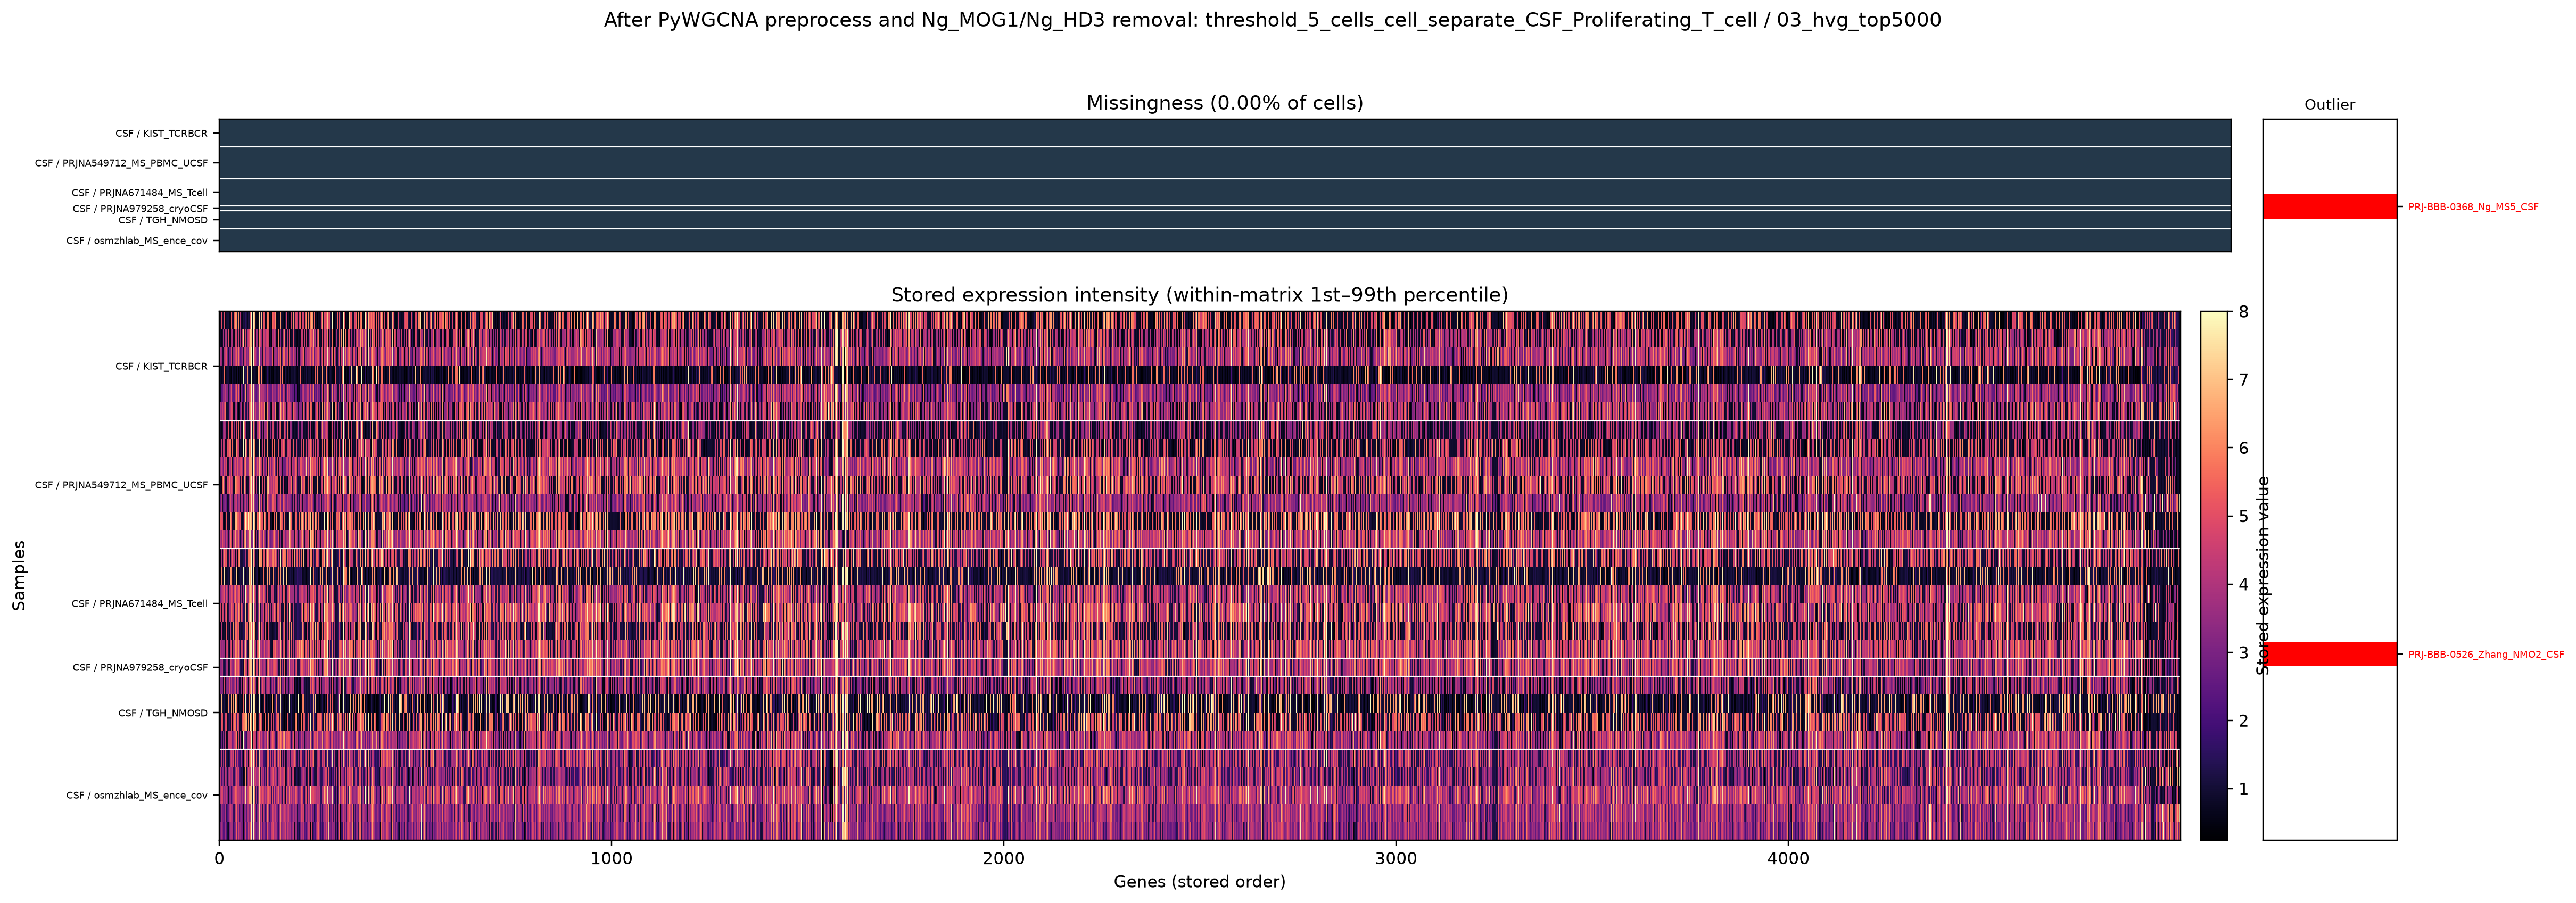 After PyWGCNA preprocess and Ng_MOG1/Ng_HD3 removal: threshold_5_cells_cell_separate_CSF_Proliferating_T_cell / 03_hvg_top5000
Missingness (0.00% of cells)
Outlier
CSF / KIST_TCRBCR
CSF / PRJNA549712_MS_PBMC_UCSF
CSF / PRJNA671484_MS_Tcell
CSF / PRJNA979258_cryoCSF
CSF / TGH_NMOSD
CSF / osmzhlab_MS_ence_cov
PRJ-BBB-0368_Ng_MS5_CSF
Stored expression intensity (within-matrix 1st–99th percentile)
Samples
CSF / KIST_TCRBCR
CSF / PRJNA549712_MS_PBMC_UCSF
CSF / PRJNA671484_MS_Tcell
CSF / PRJNA979258_cryoCSF
CSF / TGH_NMOSD
CSF / osmzhlab_MS_ence_cov
0 1000 2000 3000 4000
Genes (stored order)
8
7
6
5
4
3
2
1
Stored expression value
PRJ-BBB-0526_Zhang_NMO2_CSF